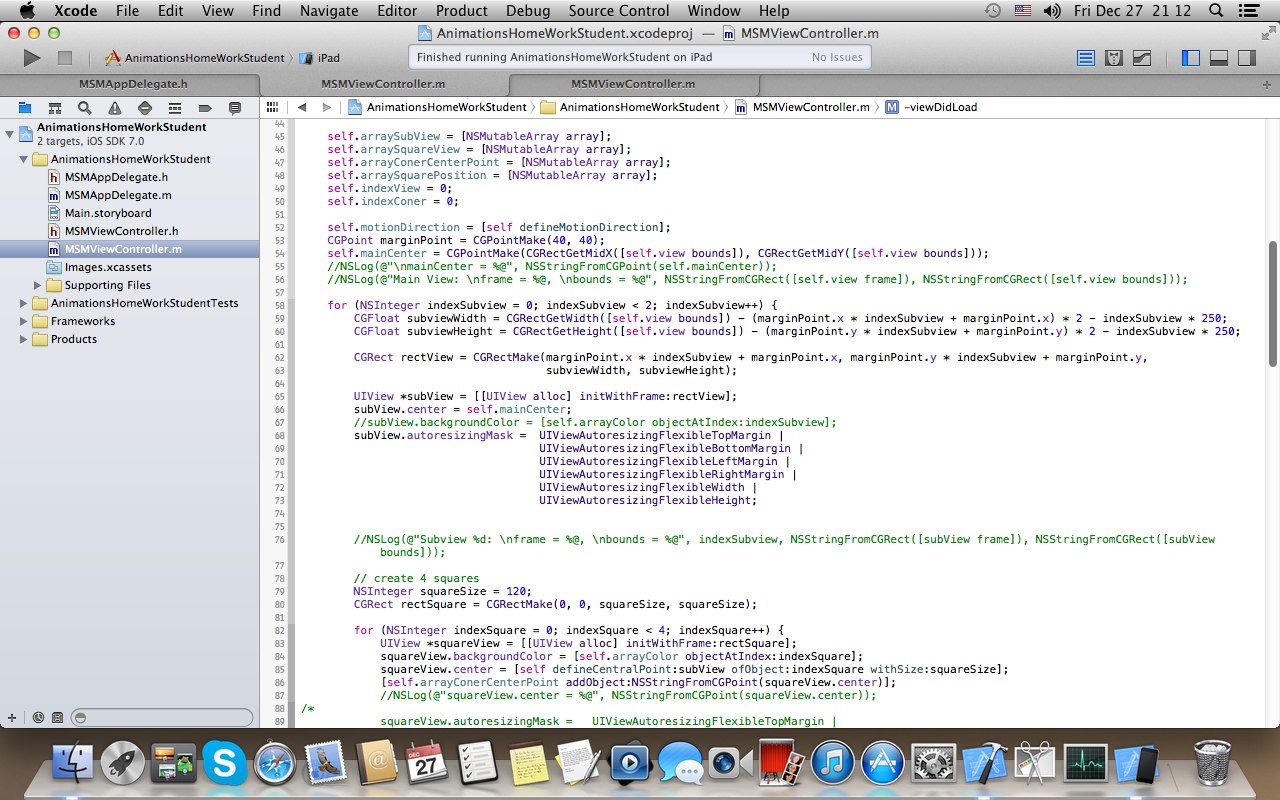 Xcode File Edit View Find Navigate Editor Product Debug Source Control Window Help Fri Dec 27 21 12
AnimationsHomeWorkStudent.xcodeproj — MSMViewController.m
AnimationsHomeWorkStudent iPad
Finished running AnimationsHomeWorkStudent on iPad No Issues
MSMAppDelegate.h MSMViewController.m MSMViewController.m
AnimationsHomeWorkStudent AnimationsHomeWorkStudent MSMViewController.m M -viewDidLoad
AnimationsHomeWorkStudent
2 targets, iOS SDK 7.0
AnimationsHomeWorkStudent
h MSMAppDelegate.h
m MSMAppDelegate.m
Main.storyboard
h MSMViewController.h
m MSMViewController.m
Images.xcassets
Supporting Files
AnimationsHomeWorkStudentTests
Frameworks
Products
44
45 self.arraySubView = [NSMutableArray array];
46 self.arraySquareView = [NSMutableArray array];
47 self.arrayConerCenterPoint = [NSMutableArray array];
48 self.arraySquarePosition = [NSMutableArray array];
49 self.indexView = 0;
50 self.indexConer = 0;
51
52 self.motionDirection = [self defineMotionDirection];
53 CGPoint marginPoint = CGPointMake(40, 40);
54 self.mainCenter = CGPointMake(CGRectGetMidX([self.view bounds]), CGRectGetMidY([self.view bounds]));
55 //NSLog(@"\nmainCenter = %@", NSStringFromCGPoint(self.mainCenter));
56 //NSLog(@"Main View: \nframe = %@, \nbounds = %@", NSStringFromCGRect([self.view frame]), NSStringFromCGRect([self.view bounds]));
57
58 for (NSInteger indexSubview = 0; indexSubview < 2; indexSubview++) {
59 CGFloat subviewWidth = CGRectGetWidth([self.view bounds]) - (marginPoint.x * indexSubview + marginPoint.x) * 2 - indexSubview * 250;
60 CGFloat subviewHeight = CGRectGetHeight([self.view bounds]) - (marginPoint.y * indexSubview + marginPoint.y) * 2 - indexSubview * 250;
61
62 CGRect rectView = CGRectMake(marginPoint.x * indexSubview + marginPoint.x, marginPoint.y * indexSubview + marginPoint.y,
63 subviewWidth, subviewHeight);
64
65 UIView *subView = [[UIView alloc] initWithFrame:rectView];
66 subView.center = self.mainCenter;
67 //subView.backgroundColor = [self.arrayColor objectAtIndex:indexSubview];
68 subView.autoresizingMask = UIViewAutoresizingFlexibleTopMargin |
69 UIViewAutoresizingFlexibleBottomMargin |
70 UIViewAutoresizingFlexibleLeftMargin |
71 UIViewAutoresizingFlexibleRightMargin |
72 UIViewAutoresizingFlexibleWidth |
73 UIViewAutoresizingFlexibleHeight;
74
75
76 //NSLog(@"Subview %d: \nframe = %@, \nbounds = %@", indexSubview, NSStringFromCGRect([subView frame]), NSStringFromCGRect([subView
bounds]));
77
78 // create 4 squares
79 NSInteger squareSize = 120;
80 CGRect rectSquare = CGRectMake(0, 0, squareSize, squareSize);
81
82 for (NSInteger indexSquare = 0; indexSquare < 4; indexSquare++) {
83 UIView *squareView = [[UIView alloc] initWithFrame:rectSquare];
84 squareView.backgroundColor = [self.arrayColor objectAtIndex:indexSquare];
85 squareView.center = [self defineCentralPoint:subView ofObject:indexSquare withSize:squareSize];
86 [self.arrayConerCenterPoint addObject:NSStringFromCGPoint(squareView.center)];
87 //NSLog(@"squareView.center = %@", NSStringFromCGPoint(squareView.center));
88 /*
89 squareView.autoresizingMask = UIViewAutoresizingFlexibleTopMargin |
DEC
27